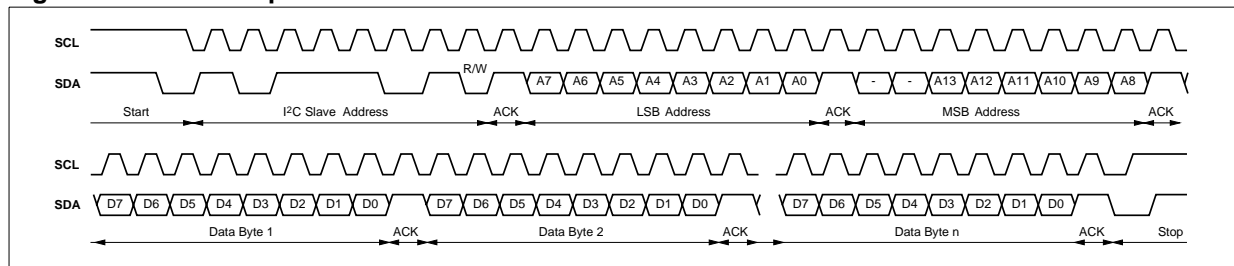 SCL
R/W
SDA A7 A6 A5 A4 A3 A2 A1 A0 - - A13 A12 A11 A10 A9 A8
Start I²C Slave Address ACK LSB Address ACK MSB Address ACK
SCL
SDA D7 D6 D5 D4 D3 D2 D1 D0 D7 D6 D5 D4 D3 D2 D1 D0 D7 D6 D5 D4 D3 D2 D1 D0
Data Byte 1 ACK Data Byte 2 ACK Data Byte n ACK Stop